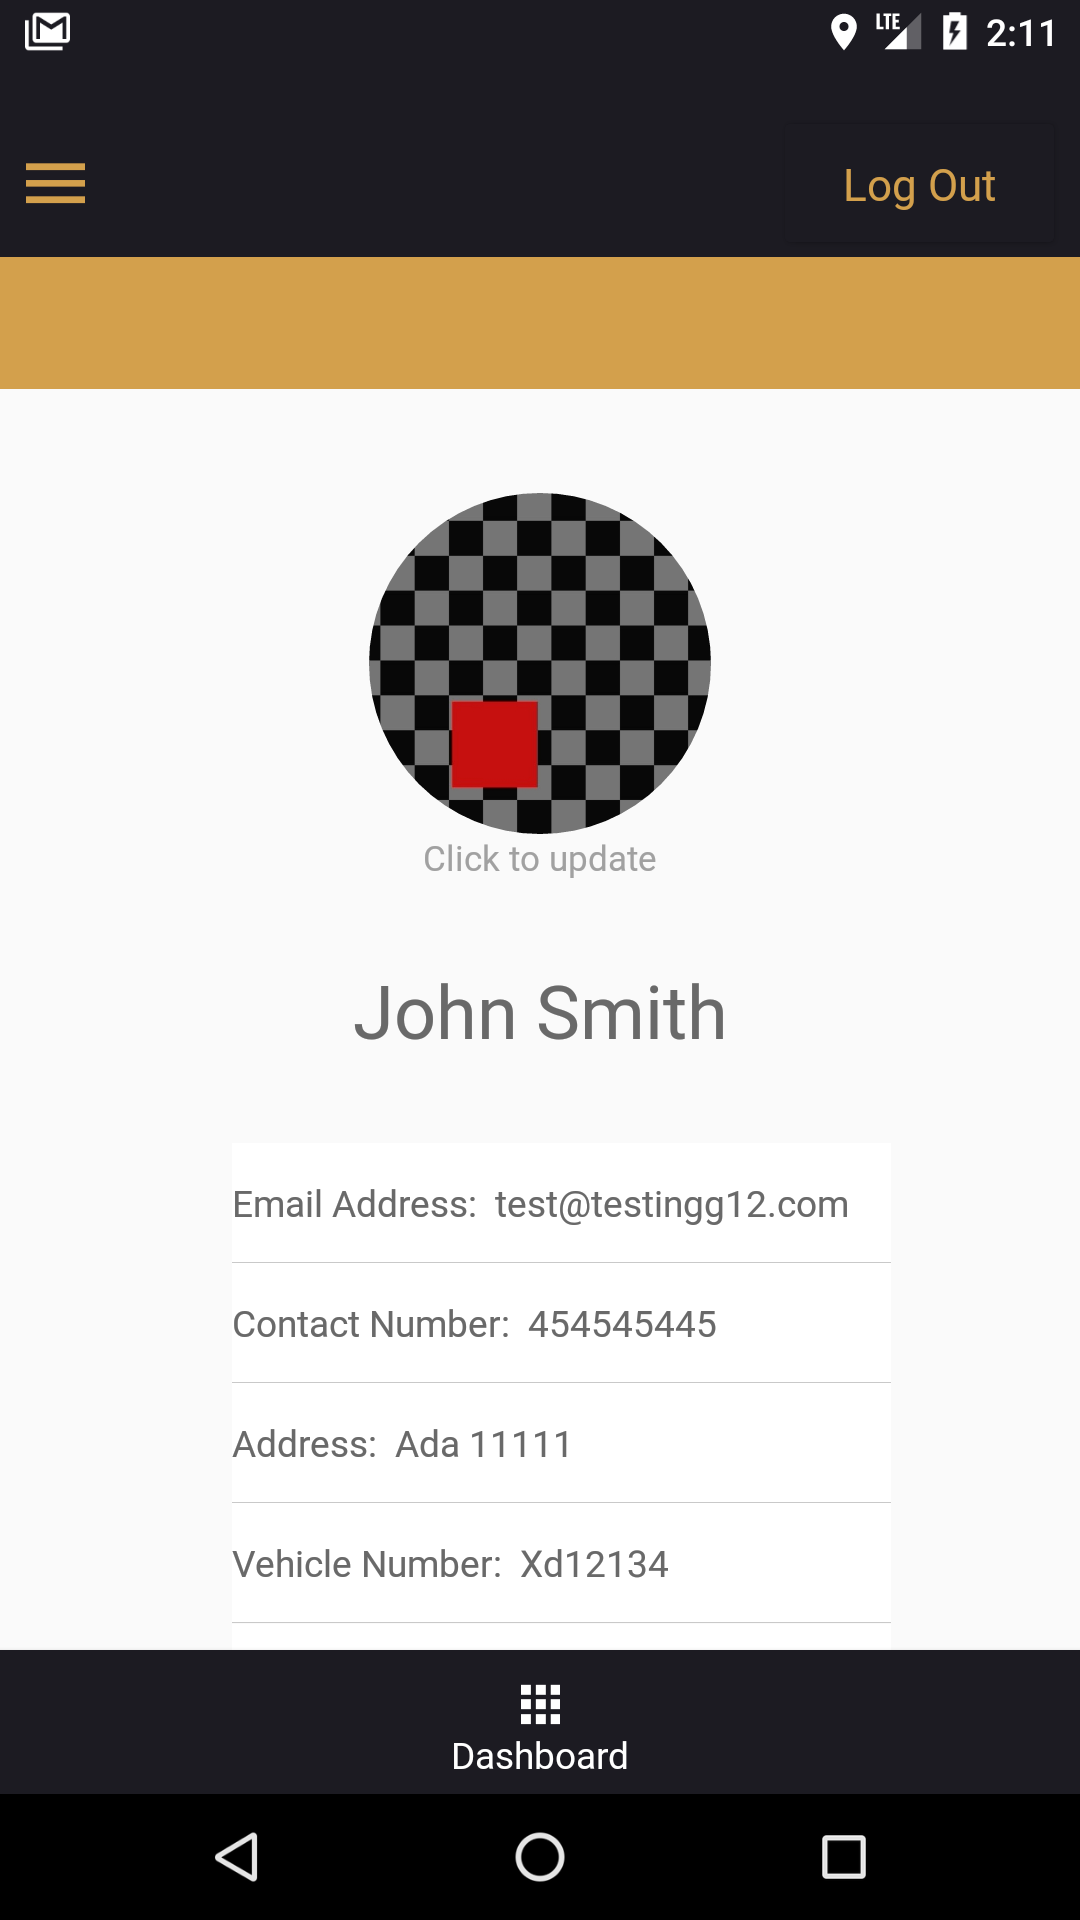 LTE 2:11
Log Out
Click to update
John Smith
Email Address: test@testingg12.com
Contact Number: 454545445
Address: Ada 11111
Vehicle Number: Xd12134
Dashboard